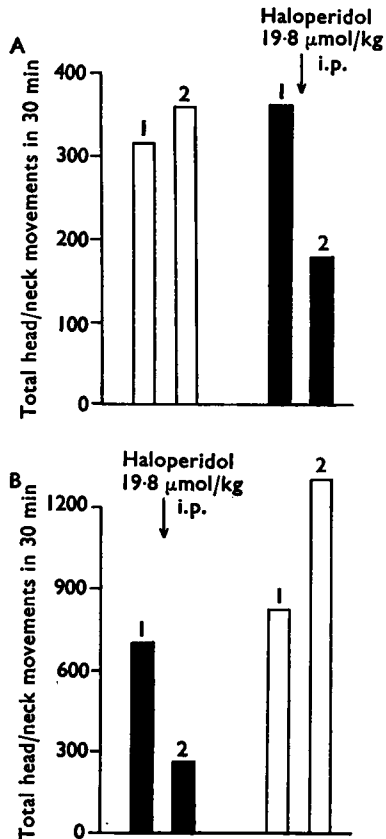 Haloperidol
19·8 μmol/kg
i.p.
A
Total head/neck movements in 30 min
400
300
200
100
0
1
2
1
2
Haloperidol
19·8 μmol/kg
i.p.
B
Total head/neck movements in 30 min
1200
900
600
300
0
1
2
1
2